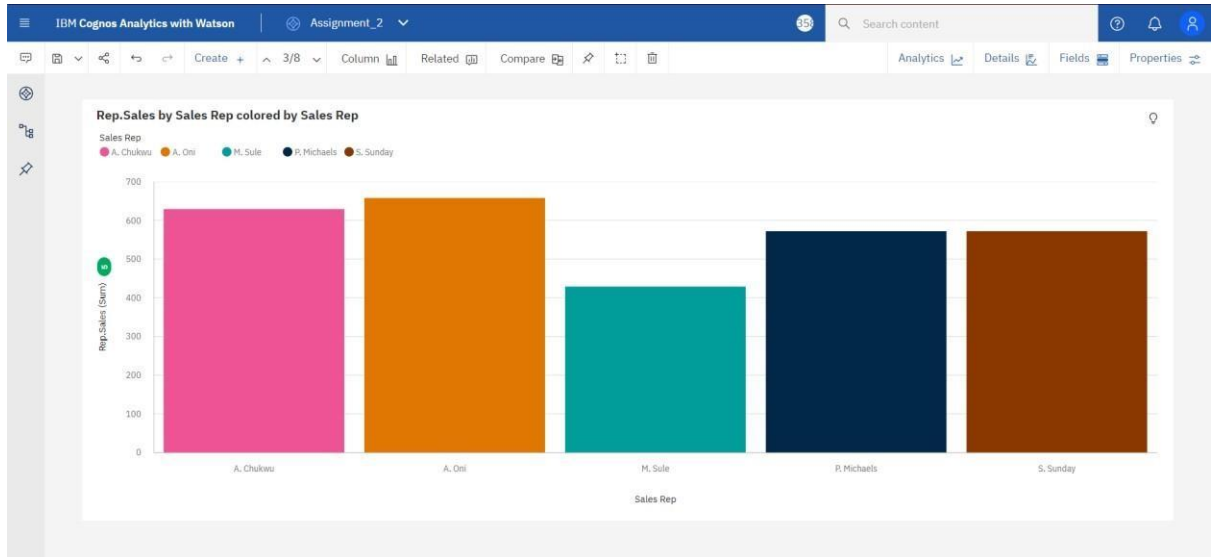 IBM Cognos Analytics with Watson
Assignment_2
Search content
Create +
3/8
Column
Related
Compare
Analytics
Details
Fields
Properties
Rep.Sales by Sales Rep colored by Sales Rep
Sales Rep
A. Chukwu A. Oni M. Sule P. Michaels S. Sunday
700
600
500
400
300
200
100
0
Rep.Sales (Sum)
A. Chukwu A. Oni M. Sule P. Michaels S. Sunday
Sales Rep